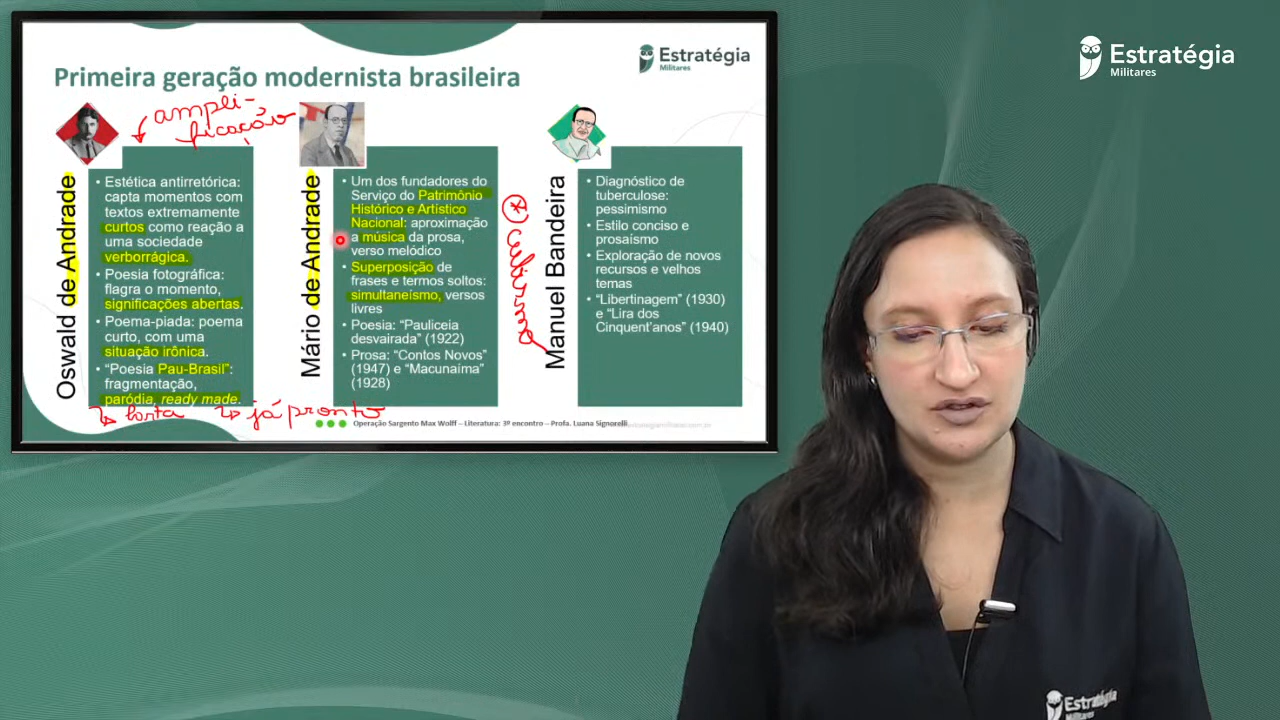 Estratégia
Militares
Primeira geração modernista brasileira
ampli-
ficação
Oswald de Andrade
• Estética antirretórica:
capta momentos com
textos extremamente
curtos como reação a
uma sociedade
verborrágica.
• Poesia fotográfica:
flagra o momento,
significações abertas.
• Poema-piada: poema
curto, com uma
situação irônica.
• “Poesia Pau-Brasil”:
fragmentação,
paródia, ready made.
já pronto
Mário de Andrade
• Um dos fundadores do
Serviço do Patrimônio
Histórico e Artístico
Nacional: aproximação
a música da prosa,
verso melódico
• Superposição de
frases e termos soltos:
simultaneísmo, versos
livres
• Poesia: “Pauliceia
desvairada” (1922)
• Prosa: “Contos Novos”
(1947) e “Macunaíma”
(1928)
cubismo
Manuel Bandeira
• Diagnóstico de
tuberculose:
pessimismo
• Estilo conciso e
prosaísmo
• Exploração de novos
recursos e velhos
temas
• “Libertinagem” (1930)
e “Lira dos
Cinquent'anos” (1940)
Operação Sargento Max Wolff – Literatura: 3º encontro – Profa. Luana Signorelli
Estratégia
Militares
Estratégia
Militares